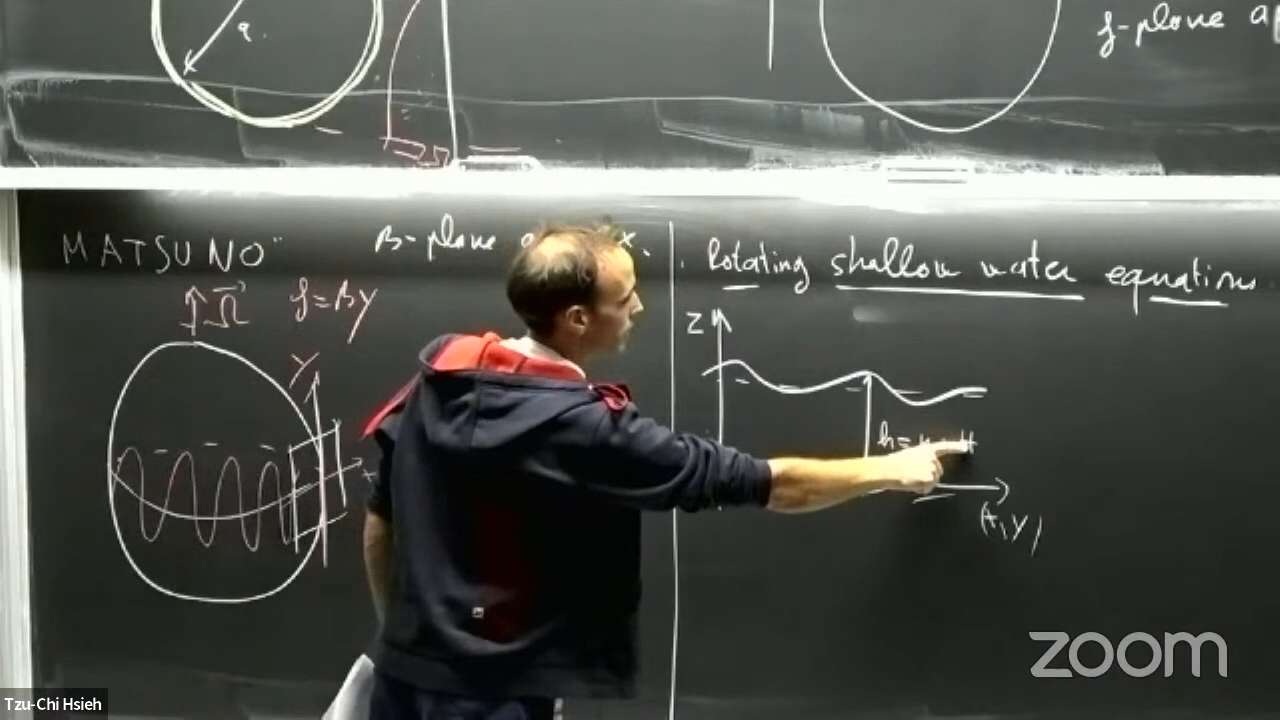 a.
f-plane
MATSUNO"
β-plane
Ω
f=βy
y
x
Rotating shallow water equations
z
h=
(x,y)
zoom
Tzu-Chi Hsieh